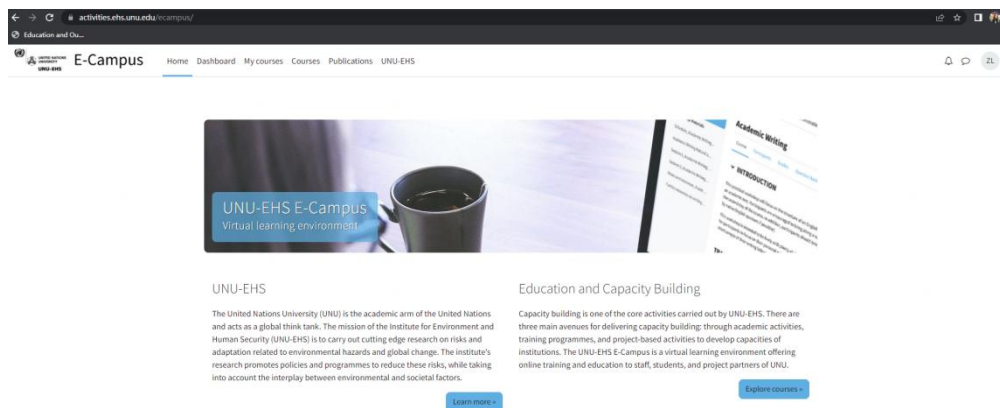 activities.ehs.unu.edu/ecampus/
Education and Ou...
UNITED NATIONS
UNIVERSITY
UNU-EHS
E-Campus Home Dashboard My courses Courses Publications UNU-EHS ZL
Academic Writing
INTRODUCTION
UNU-EHS E-Campus
Virtual learning environment
UNU-EHS
The United Nations University (UNU) is the academic arm of the United Nations
and acts as a global think tank. The mission of the Institute for Environment and
Human Security (UNU-EHS) is to carry out cutting edge research on risks and
adaptation related to environmental hazards and global change. The institute's
research promotes policies and programmes to reduce these risks, while taking
into account the interplay between environmental and societal factors.
Learn more »
Education and Capacity Building
Capacity building is one of the core activities carried out by UNU-EHS. There are
three main avenues for delivering capacity building: through academic activities,
training programmes, and project-based activities to develop capacities of
institutions. The UNU-EHS E-Campus is a virtual learning environment offering
online training and education to staff, students, and project partners of UNU.
Explore courses »